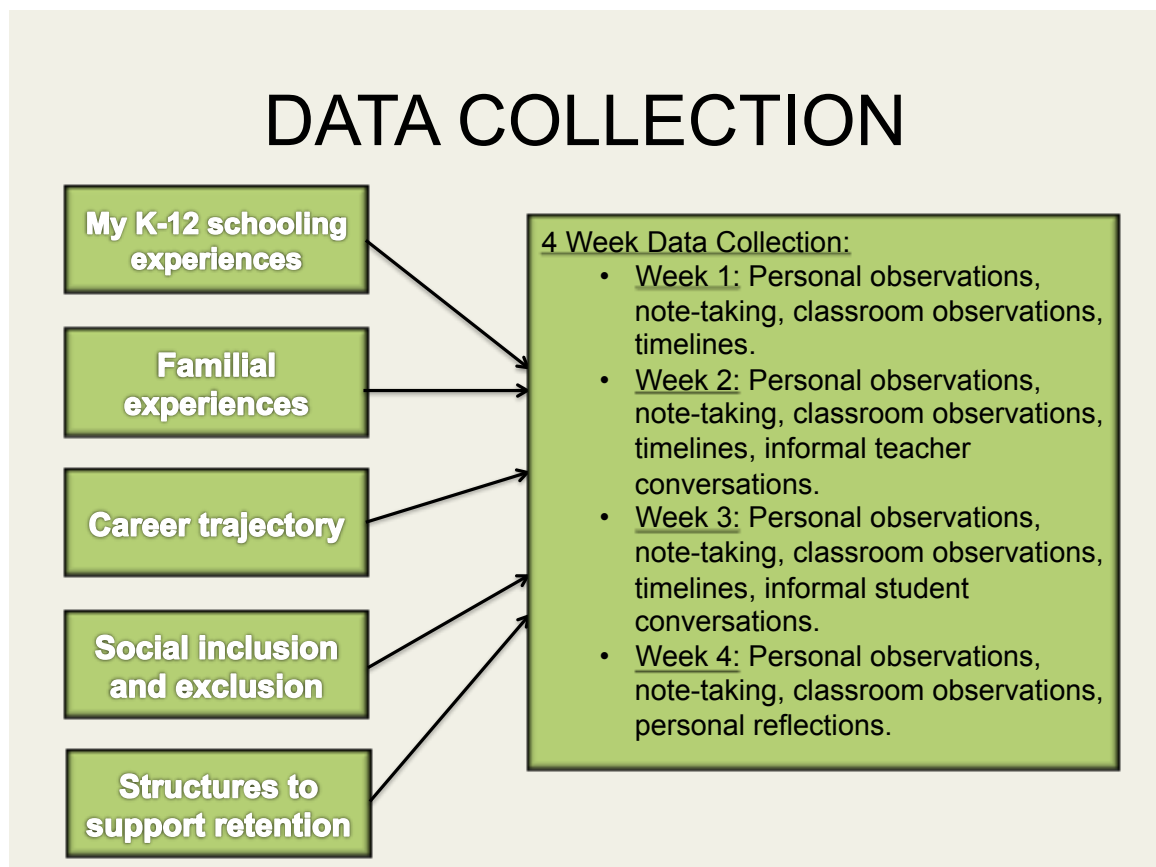 DATA COLLECTION
My K-12 schooling
experiences
Familial
experiences
Career trajectory
Social inclusion
and exclusion
Structures to
support retention
4 Week Data Collection:
• Week 1: Personal observations,
note-taking, classroom observations,
timelines.
• Week 2: Personal observations,
note-taking, classroom observations,
timelines, informal teacher
conversations.
• Week 3: Personal observations,
note-taking, classroom observations,
timelines, informal student
conversations.
• Week 4: Personal observations,
note-taking, classroom observations,
personal reflections.